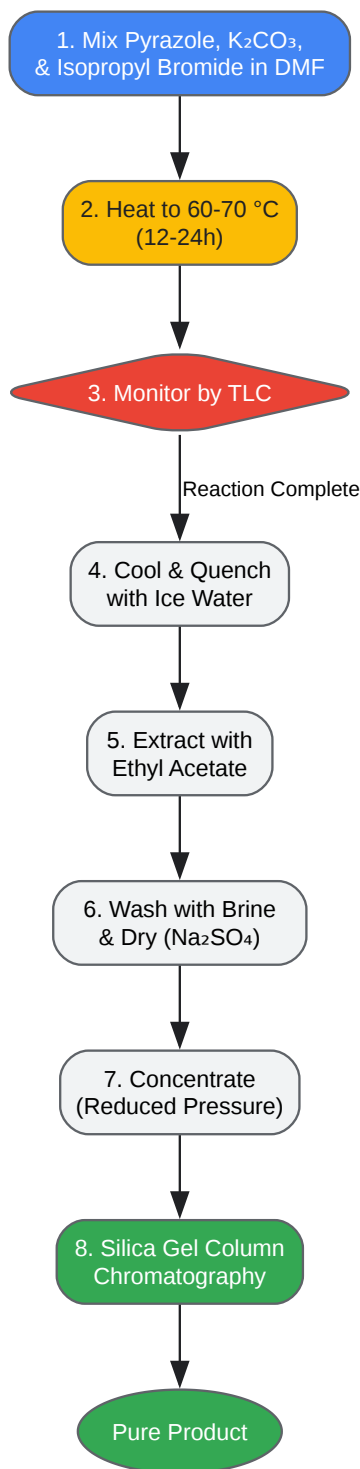 1. Mix Pyrazole, K₂CO₃,
& Isopropyl Bromide in DMF
2. Heat to 60-70 °C
(12-24h)
3. Monitor by TLC
Reaction Complete
4. Cool & Quench
with Ice Water
5. Extract with
Ethyl Acetate
6. Wash with Brine
& Dry (Na₂SO₄)
7. Concentrate
(Reduced Pressure)
8. Silica Gel Column
Chromatography
Pure Product